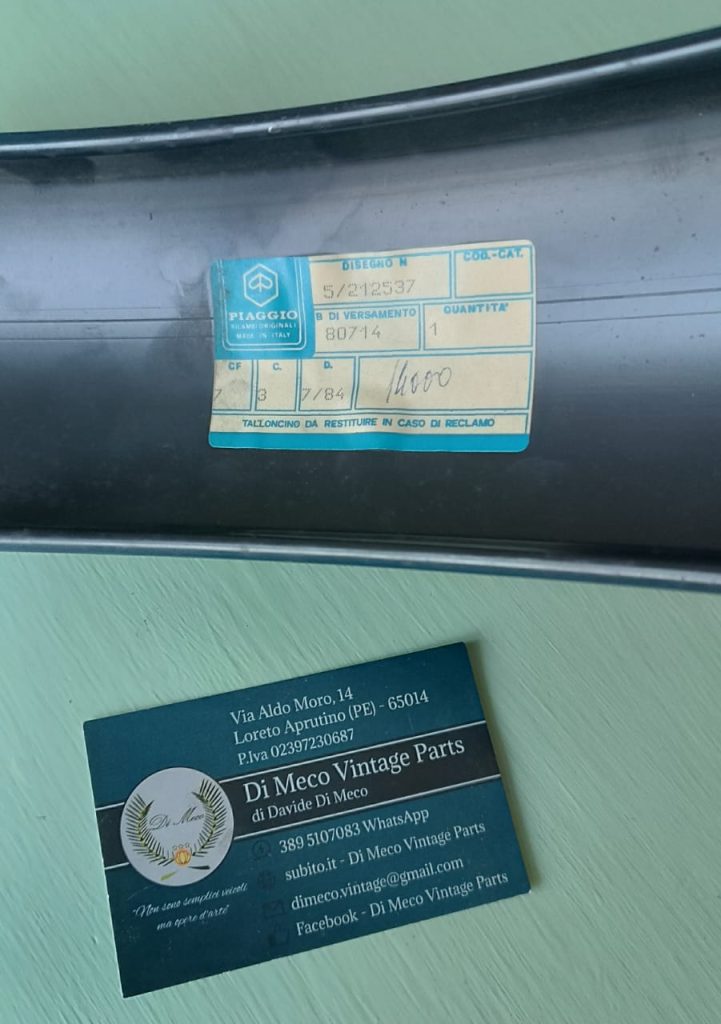 PIAGGIO
RICAMBI ORIGINALI
MADE IN ITALY
DISEGNO N
5/212537
COD.-CAT.
B DI VERSAMENTO
80714
QUANTITA'
1
CF
7
C.
3
D.
7/84
14000
TALLONCINO DA RESTITUIRE IN CASO DI RECLAMO
Via Aldo Moro, 14
Loreto Aprutino (PE) - 65014
P.Iva 02397230687
Di Meco Vintage Parts
di Davide Di Meco
Di Meco
389 5107083 WhatsApp
subito.it - Di Meco Vintage Parts
dimeco.vintage@gmail.com
Facebook - Di Meco Vintage Parts
"Non sono semplici veicoli
ma opere d'arte"